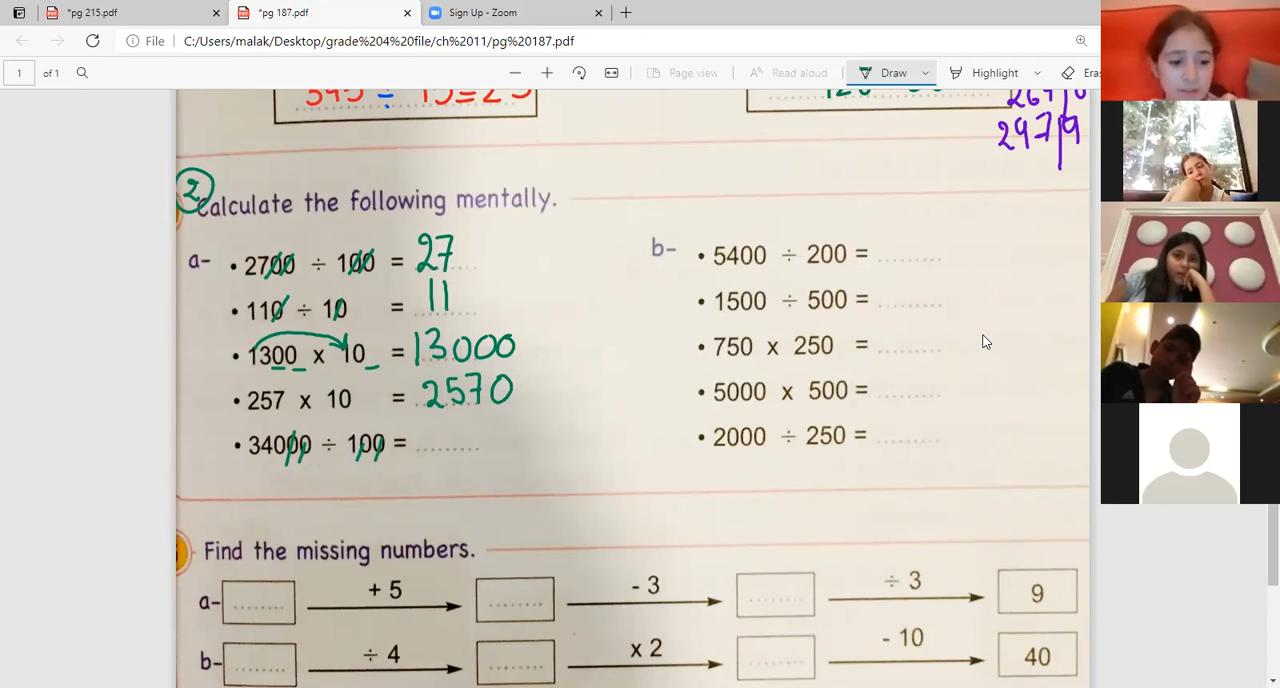 *pg 215.pdf
*pg 187.pdf
Sign Up - Zoom
File C:/Users/malak/Desktop/grade%204%20file/ch%2011/pg%20187.pdf
1 of 1
Page view
Read aloud
Draw
Highlight
Eras
297 9
2
Calculate the following mentally.
a- • 2700 ÷ 100 = 27
• 110 ÷ 10 = 11
• 1300 x 10 = 13000
• 257 x 10 = 2570
• 34000 ÷ 100 = ........
b- • 5400 ÷ 200 = ........
• 1500 ÷ 500 = ........
• 750 x 250 = ........
• 5000 x 500 = ........
• 2000 ÷ 250 = ........
Find the missing numbers.
a- ........ + 5 ........ - 3 ........ ÷ 3 9
b- ........ ÷ 4 ........ x 2 ........ - 10 40